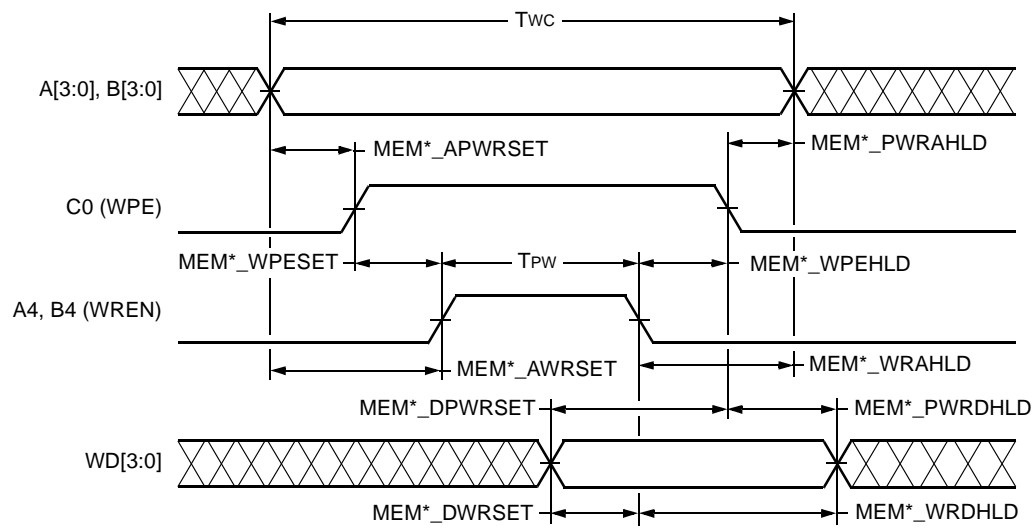 TWC
A[3:0], B[3:0]
MEM*_APWRSET
MEM*_PWRAHLD
C0 (WPE)
MEM*_WPESET
TPW
MEM*_WPEHLD
A4, B4 (WREN)
MEM*_AWRSET
MEM*_WRAHLD
MEM*_DPWRSET
MEM*_PWRDHLD
WD[3:0]
MEM*_DWRSET
MEM*_WRDHLD